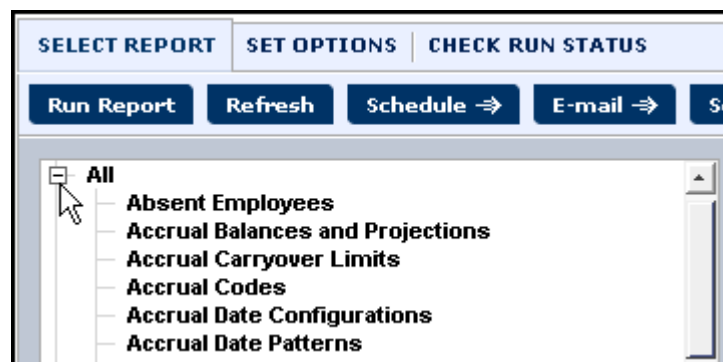 SELECT REPORT SET OPTIONS CHECK RUN STATUS
Run Report Refresh Schedule E-mail
All
Absent Employees
Accrual Balances and Projections
Accrual Carryover Limits
Accrual Codes
Accrual Date Configurations
Accrual Date Patterns